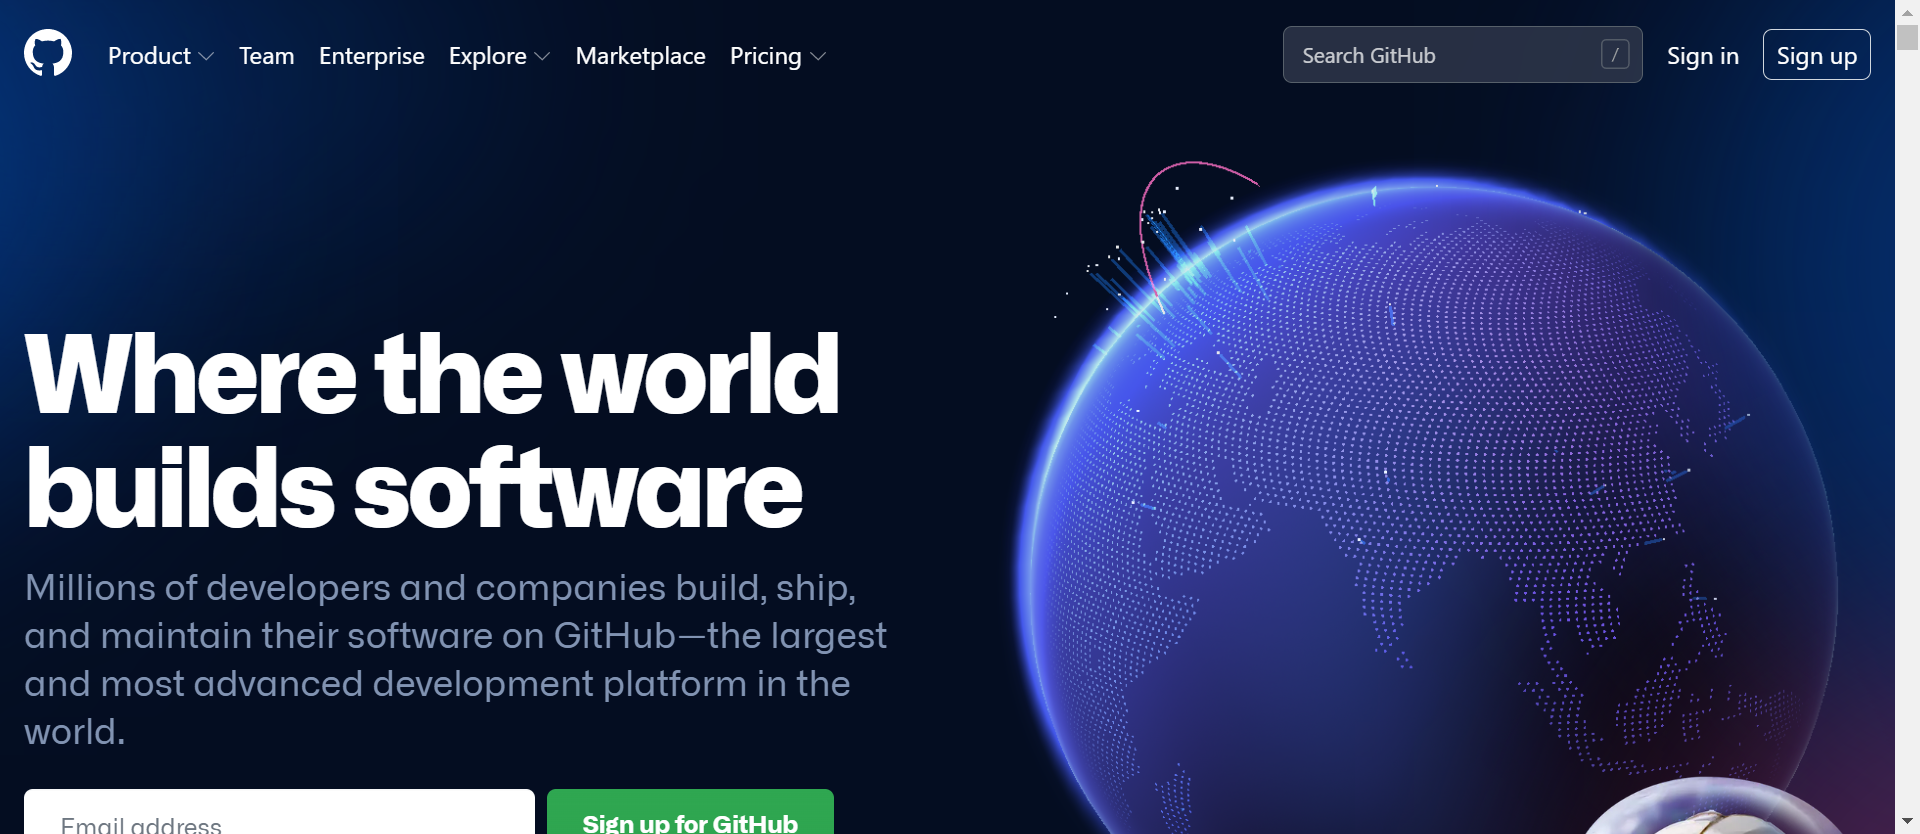 Product Team Enterprise Explore Marketplace Pricing Search GitHub / Sign in Sign up
Where the world
builds software
Millions of developers and companies build, ship,
and maintain their software on GitHub—the largest
and most advanced development platform in the
world.
Email address Sign up for GitHub